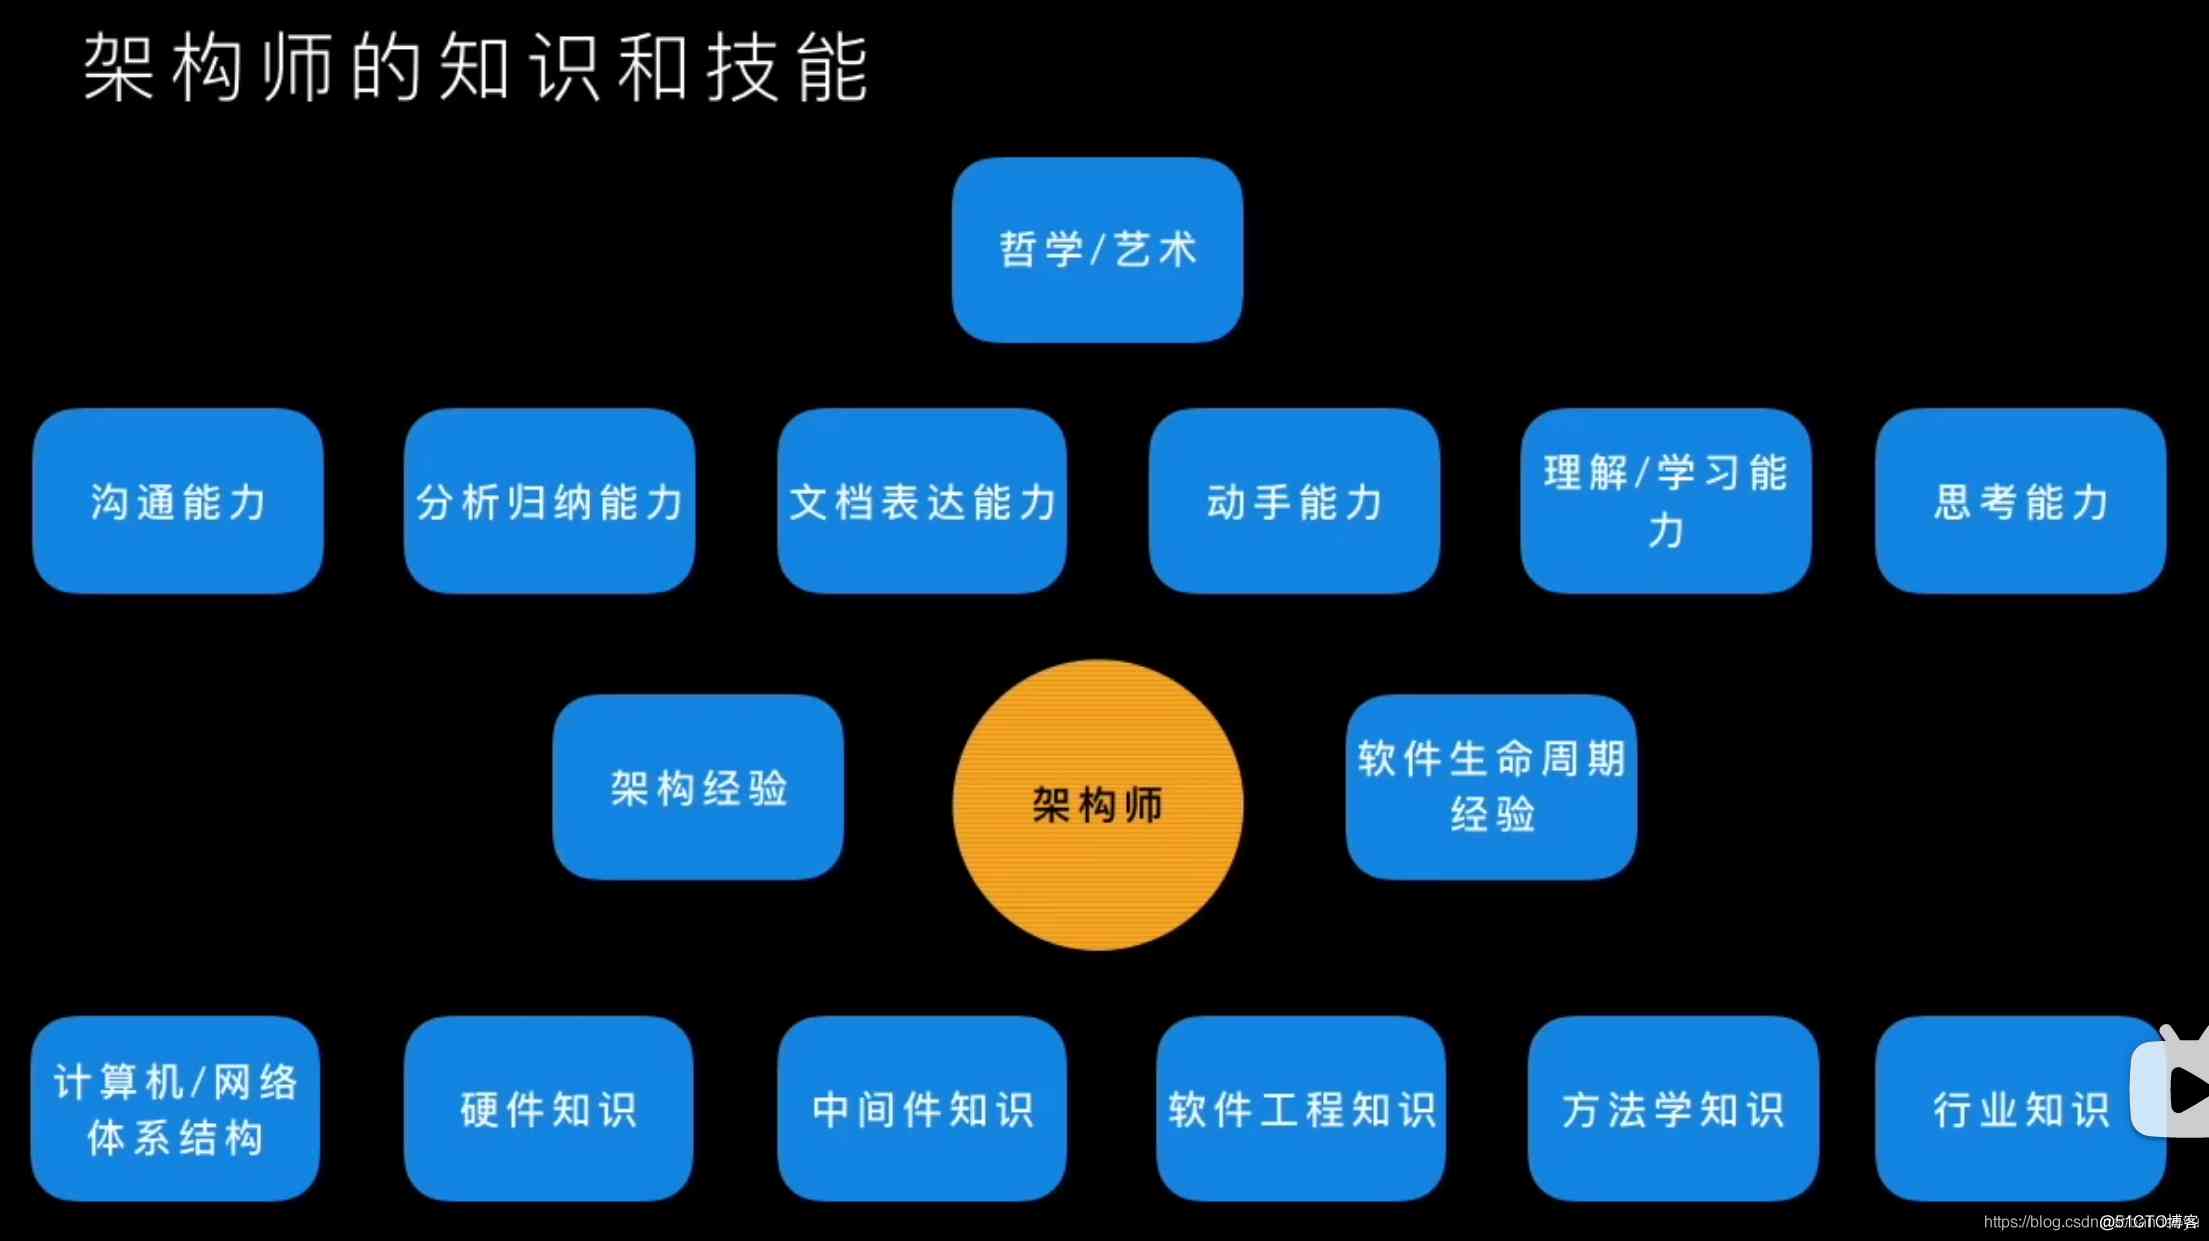 架构师的知识和技能
哲学/艺术
沟通能力
分析归纳能力
文档表达能力
动手能力
理解/学习能
力
思考能力
架构经验
架构师
软件生命周期
经验
计算机/网络
体系结构
硬件知识
中间件知识
软件工程知识
方法学知识
行业知识
https://blog.csdn
@51CTO博客